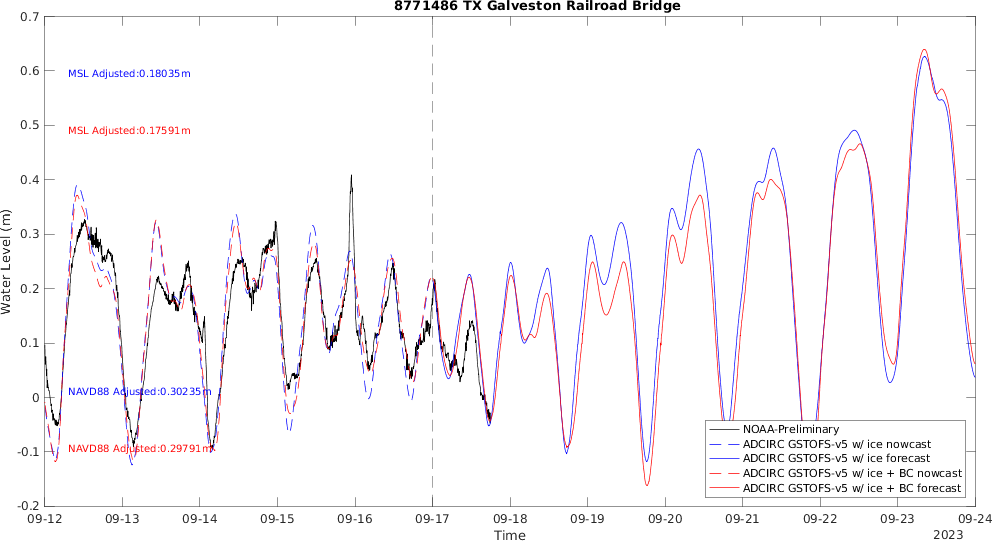 8771486 TX Galveston Railroad Bridge
0.7
0.6
0.5
0.4
0.3
0.2
0.1
0
-0.1
-0.2
Water Level (m)
MSL Adjusted:0.18035m
MSL Adjusted:0.17591m
NAVD88 Adjusted:0.30235m
NAVD88 Adjusted:0.29791m
NOAA-Preliminary
ADCIRC GSTOFS-v5 w/ ice nowcast
ADCIRC GSTOFS-v5 w/ ice forecast
ADCIRC GSTOFS-v5 w/ ice + BC nowcast
ADCIRC GSTOFS-v5 w/ ice + BC forecast
09-12 09-13 09-14 09-15 09-16 09-17 09-18 09-19 09-20 09-21 09-22 09-23 09-24
Time
2023